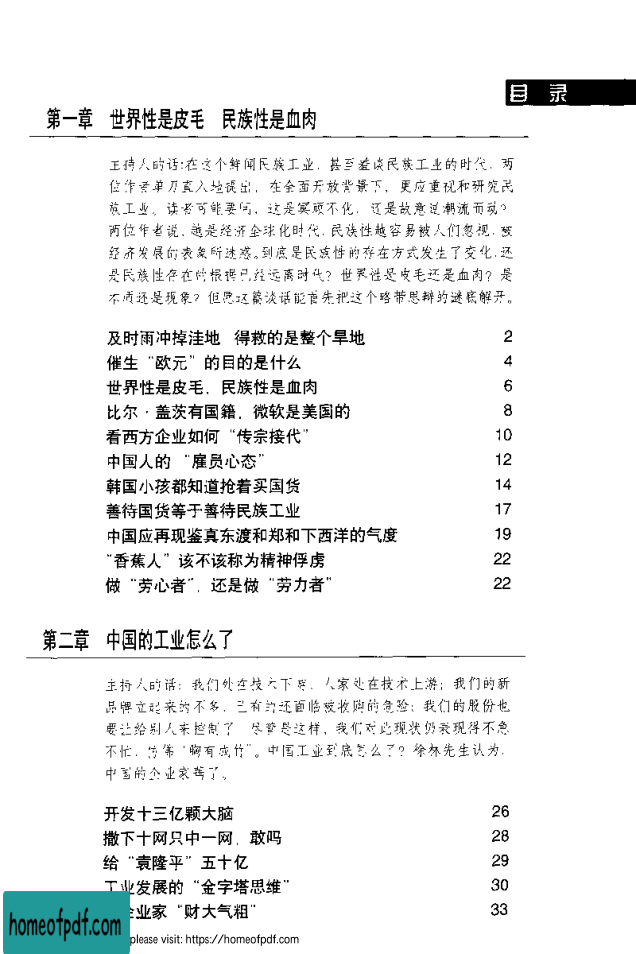 目 录
第一章 世界性是皮毛 民族性是血肉
主持人的话:在这个鲜闻民族工业，甚至羞谈民族工业的时代，两
位作者单刀直入地提出，在全面开放背景下，更应重视和研究民
族工业。读者可能要问，这是冥顽不化，还是故意逆潮流而动？
两位作者说，越是经济全球化时代，民族性越容易被人们忽视，被
经济发展的表象所迷惑。到底是民族性的存在方式发生了变化，还
是民族性存在的根据已经远离时代？世界性是皮毛还是血肉？是
本质还是现象？但愿这篇谈话能首先把这个略带思辩的谜底解开。
及时雨冲掉洼地 得救的是整个旱地 2
催生“欧元”的目的是什么 4
世界性是皮毛，民族性是血肉 6
比尔·盖茨有国籍，微软是美国的 8
看西方企业如何“传宗接代” 10
中国人的 “雇员心态” 12
韩国小孩都知道抢着买国货 14
善待国货等于善待民族工业 17
中国应再现鉴真东渡和郑和下西洋的气度 19
“香蕉人”该不该称为精神俘虏 22
做“劳心者”，还是做“劳力者” 22
第二章 中国的工业怎么了
主持人的话：我们处在技术下游，人家处在技术上游；我们的新
品牌立起来的不多，已有的还面临被收购的危险；我们的股份也
要让给别人来控制了。尽管是这样，我们对此现状仍表现得不急
不忙，仿佛“胸有成竹”。中国工业到底怎么了？徐林先生认为，
中国的企业家
开发十三亿颗大脑 26
撒下十网只中一网，敢吗 28
给“袁隆平”五十亿 29
工业发展的“金字塔思维” 30
企业家“财大气粗” 33
homeofpdf.com
please visit: https://homeofpdf.com